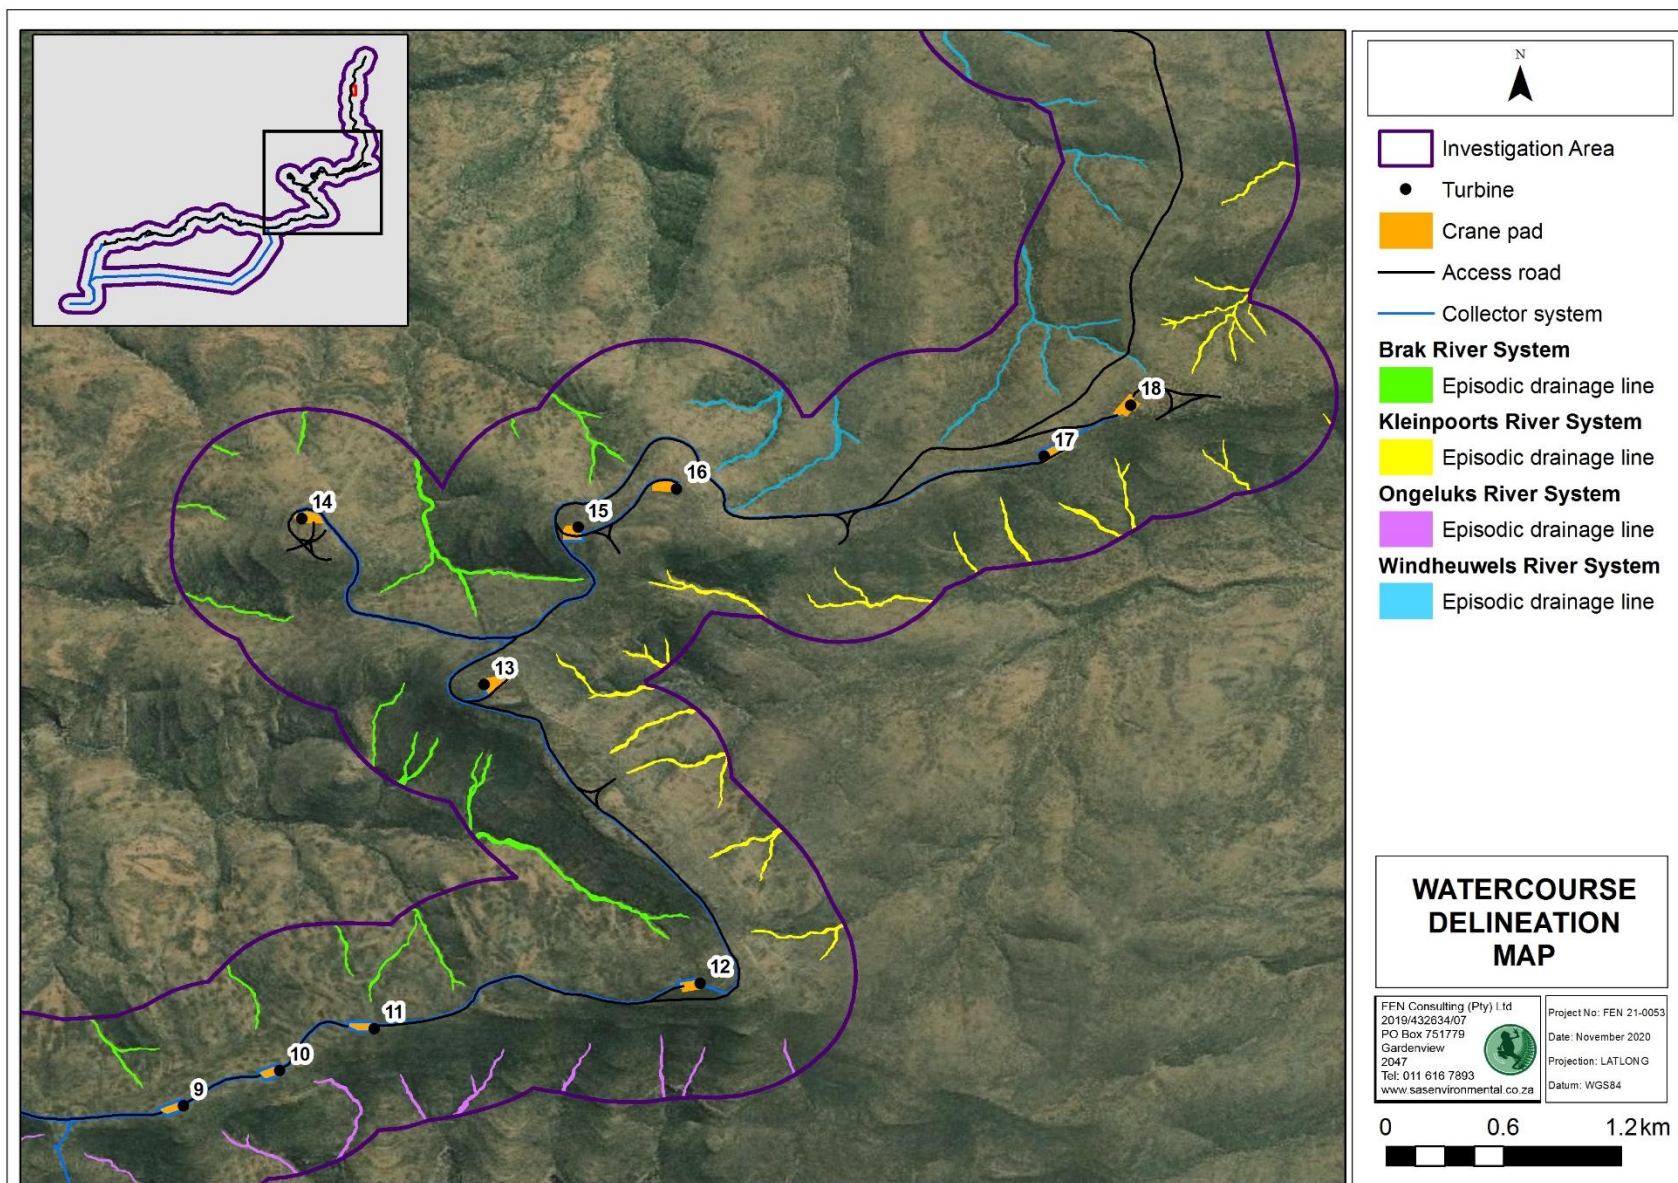 N
Investigation Area
Turbine
Crane pad
Access road
Collector system
Brak River System
Episodic drainage line
Kleinpoorts River System
Episodic drainage line
Ongeluks River System
Episodic drainage line
Windheuwels River System
Episodic drainage line
18
17
16
15
14
13
12
11
10
9
WATERCOURSE
DELINEATION
MAP
FEN Consulting (Pty) Ltd
2019/432634/07
PO Box 751779
Gardenview
2047
Tel: 011 616 7893
www.sasenvironmental.co.za
Project No: FEN 21-0053
Date: November 2020
Projection: LATLONG
Datum: WGS84
0 0.6 1.2 km